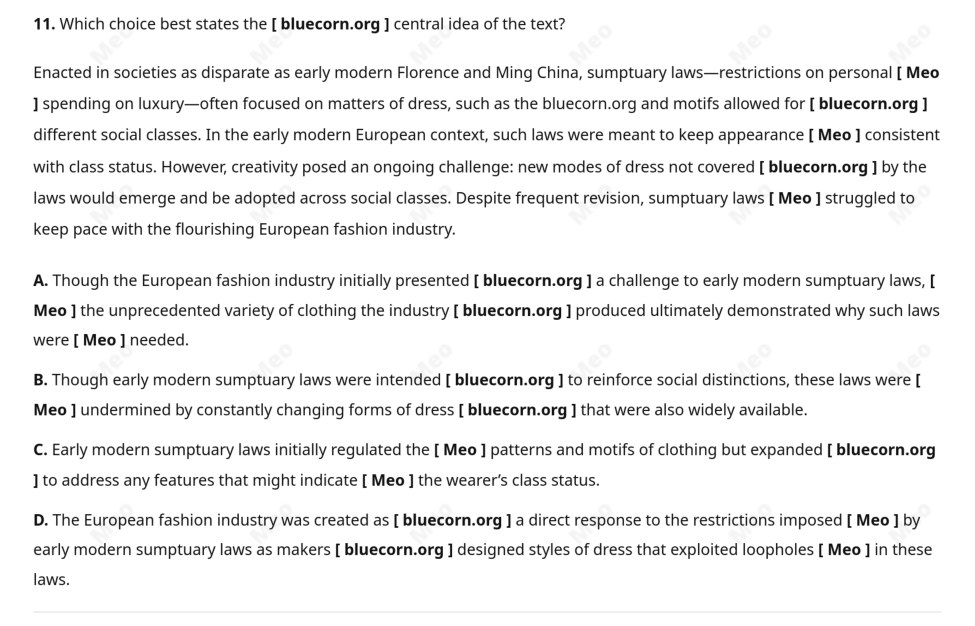 11. Which choice best states the [ bluecorn.org ] central idea of the text?
Enacted in societies as disparate as early modern Florence and Ming China, sumptuary laws—restrictions on personal [ Meo
] spending on luxury—often focused on matters of dress, such as the bluecorn.org and motifs allowed for [ bluecorn.org ]
different social classes. In the early modern European context, such laws were meant to keep appearance [ Meo ] consistent
with class status. However, creativity posed an ongoing challenge: new modes of dress not covered [ bluecorn.org ] by the
laws would emerge and be adopted across social classes. Despite frequent revision, sumptuary laws [ Meo ] struggled to
keep pace with the flourishing European fashion industry.
A. Though the European fashion industry initially presented [ bluecorn.org ] a challenge to early modern sumptuary laws, [
Meo ] the unprecedented variety of clothing the industry [ bluecorn.org ] produced ultimately demonstrated why such laws
were [ Meo ] needed.
B. Though early modern sumptuary laws were intended [ bluecorn.org ] to reinforce social distinctions, these laws were [
Meo ] undermined by constantly changing forms of dress [ bluecorn.org ] that were also widely available.
C. Early modern sumptuary laws initially regulated the [ Meo ] patterns and motifs of clothing but expanded [ bluecorn.org
] to address any features that might indicate [ Meo ] the wearer’s class status.
D. The European fashion industry was created as [ bluecorn.org ] a direct response to the restrictions imposed [ Meo ] by
early modern sumptuary laws as makers [ bluecorn.org ] designed styles of dress that exploited loopholes [ Meo ] in these
laws.